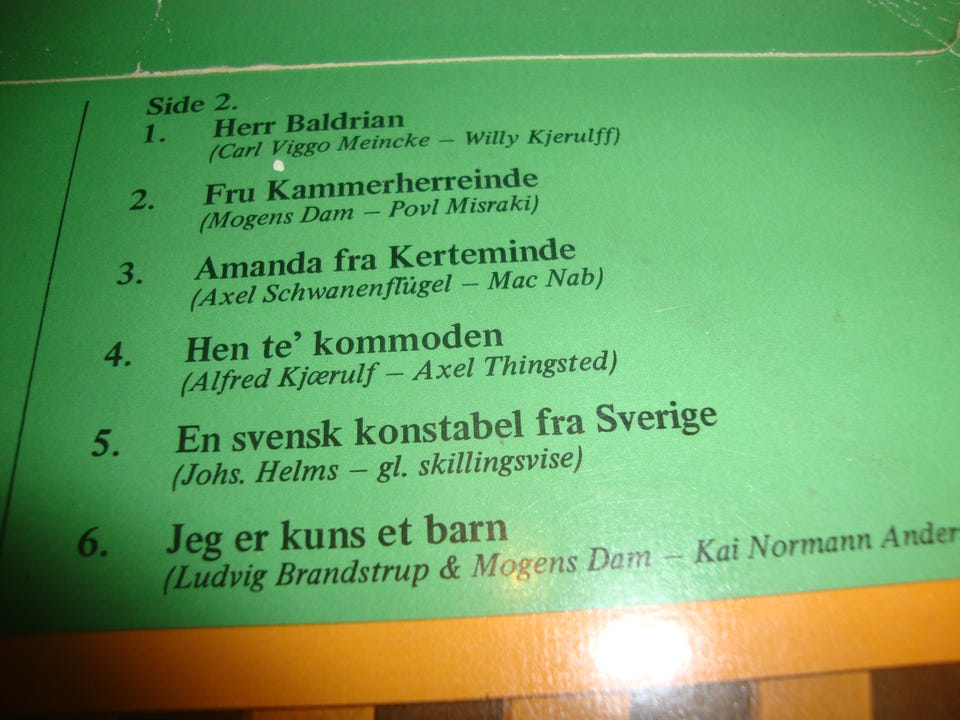 Side 2.
1. Herr Baldrian
(Carl Viggo Meincke – Willy Kjerulff)
2. Fru Kammerherreinde
(Mogens Dam – Povl Misraki)
3. Amanda fra Kerteminde
(Axel Schwanenflügel – Mac Nab)
4. Hen te' kommoden
(Alfred Kjœrulf – Axel Thingsted)
5. En svensk konstabel fra Sverige
(Johs. Helms – gl. skillingsvise)
6. Jeg er kuns et barn
(Ludvig Brandstrup & Mogens Dam – Kai Normann Ander